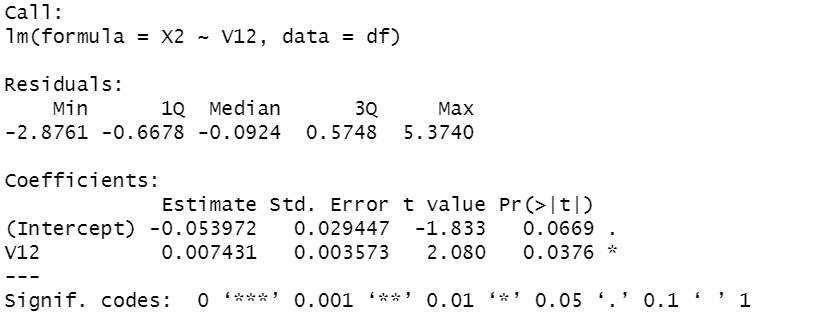 Call:
lm(formula = X2 ~ V12, data = df)
Residuals:
    Min      1Q  Median      3Q     Max
-2.8761 -0.6678 -0.0924  0.5748  5.3740
Coefficients:
             Estimate Std. Error t value Pr(>|t|)
(Intercept) -0.053972   0.029447  -1.833   0.0669 .
V12          0.007431   0.003573   2.080   0.0376 *
---
Signif. codes:  0 ‘***’ 0.001 ‘**’ 0.01 ‘*’ 0.05 ‘.’ 0.1 ‘ ’ 1